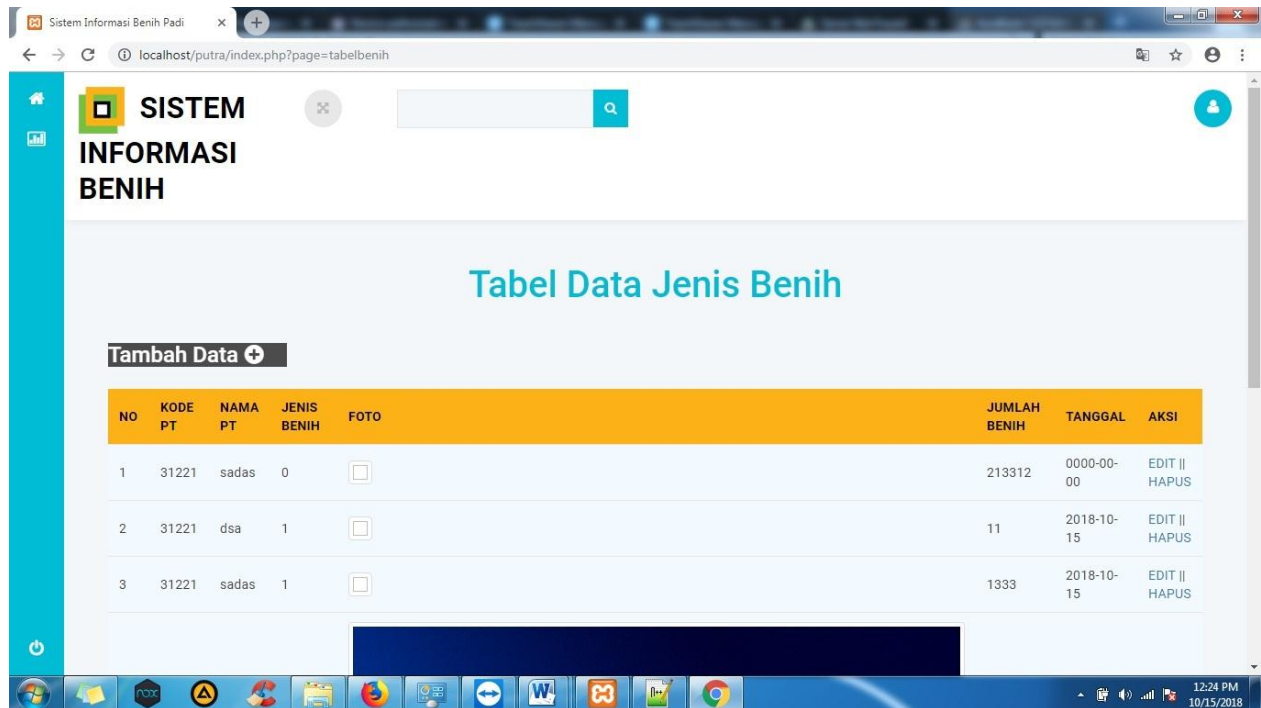 Sistem Informasi Benih Padi
localhost/putra/index.php?page=tabelbenih
SISTEM
INFORMASI
BENIH
Tabel Data Jenis Benih
Tambah Data
NO KODE PT NAMA PT JENIS BENIH FOTO JUMLAH BENIH TANGGAL AKSI
1 31221 sadas 0 213312 0000-00-00 EDIT || HAPUS
2 31221 dsa 1 11 2018-10-15 EDIT || HAPUS
3 31221 sadas 1 1333 2018-10-15 EDIT || HAPUS
nox
W
12:24 PM
10/15/2018